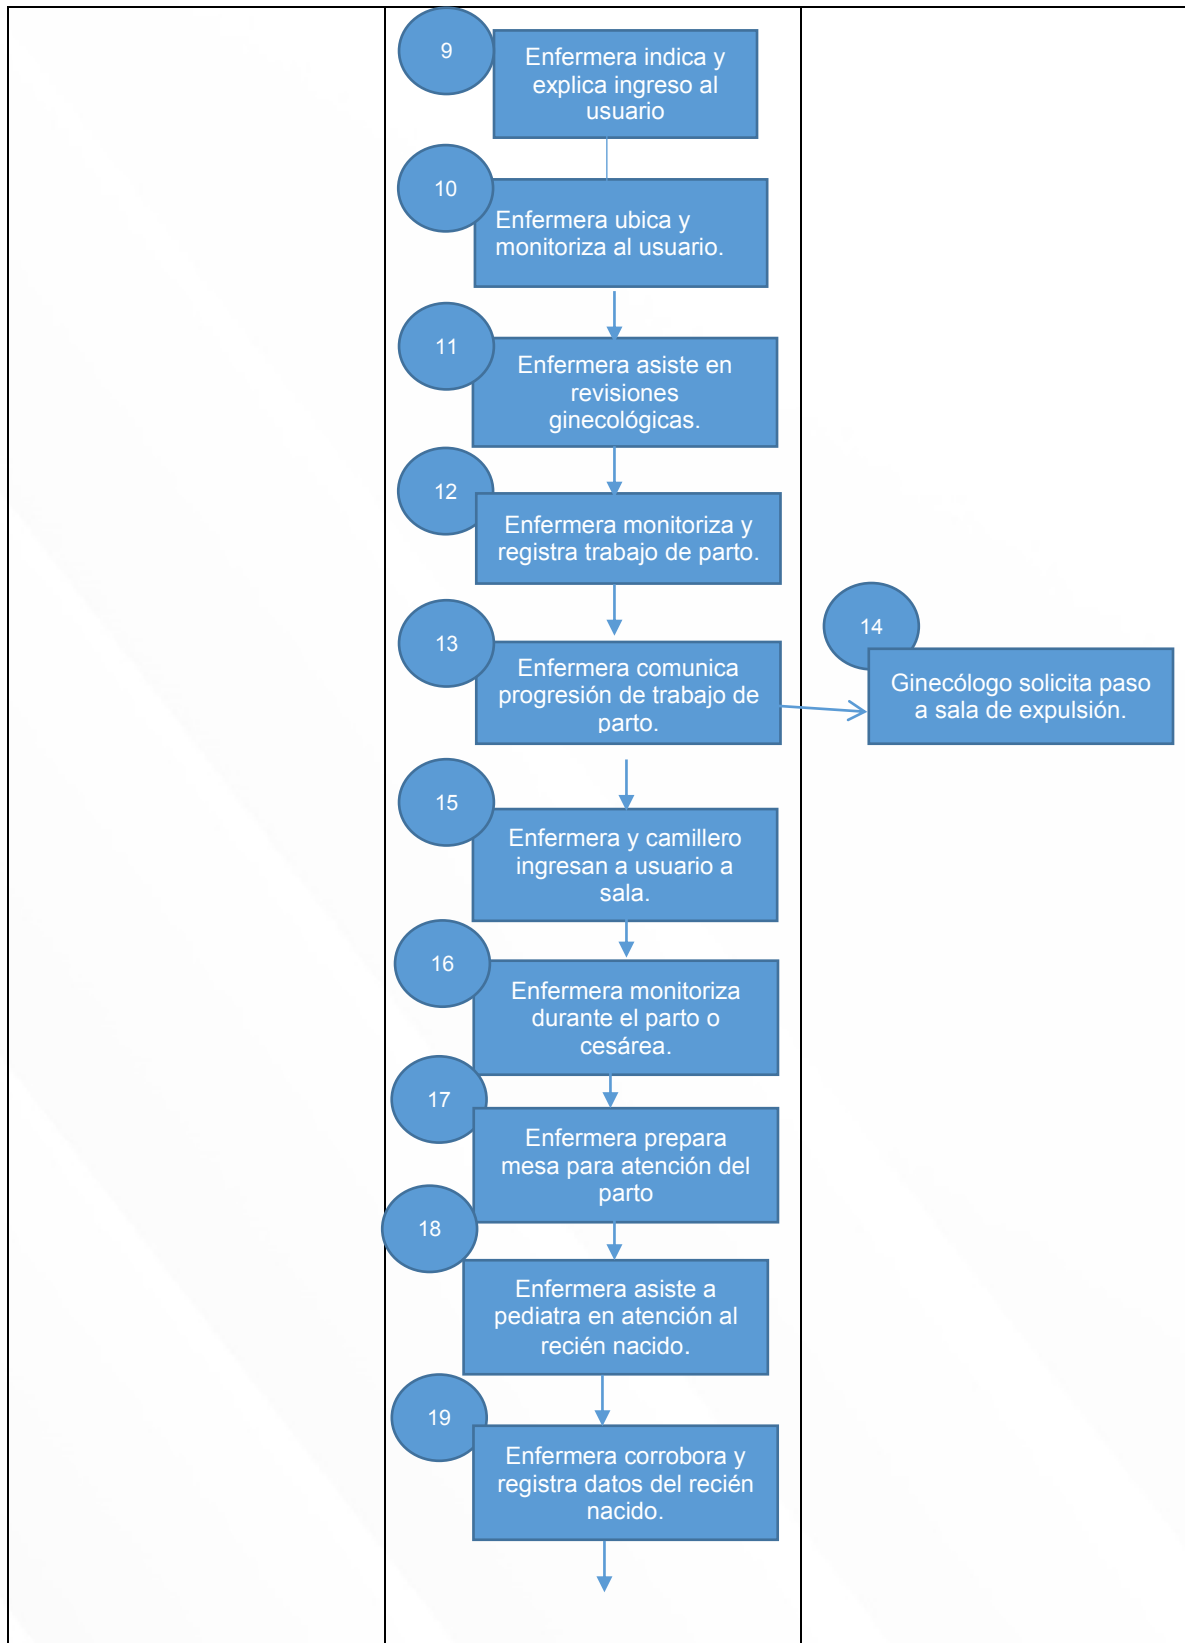 9
Enfermera indica y
explica ingreso al
usuario
10
Enfermera ubica y
monitoriza al usuario.
11
Enfermera asiste en
revisiones
ginecológicas.
12
Enfermera monitoriza y
registra trabajo de parto.
13
Enfermera comunica
progresión de trabajo de
parto.
14
Ginecólogo solicita paso
a sala de expulsión.
15
Enfermera y camillero
ingresan a usuario a
sala.
16
Enfermera monitoriza
durante el parto o
cesárea.
17
Enfermera prepara
mesa para atención del
parto
18
Enfermera asiste a
pediatra en atención al
recién nacido.
19
Enfermera corrobora y
registra datos del recién
nacido.